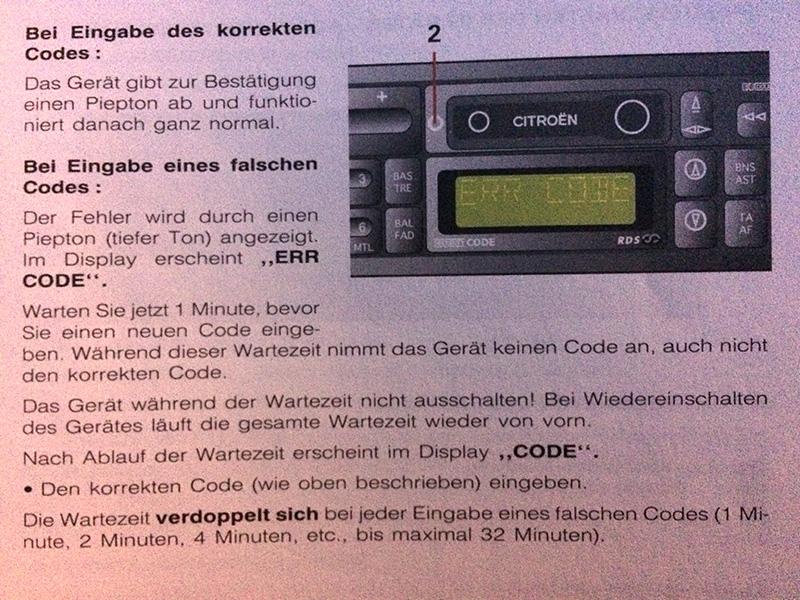 Bei Eingabe des korrekten
Codes :
Das Gerät gibt zur Bestätigung
einen Piepton ab und funktio-
niert danach ganz normal.
Bei Eingabe eines falschen
Codes :
Der Fehler wird durch einen
Piepton (tiefer Ton) angezeigt.
Im Display erscheint ,,ERR
CODE“.
Warten Sie jetzt 1 Minute, bevor
Sie einen neuen Code einge-
ben. Während dieser Wartezeit nimmt das Gerät keinen Code an, auch nicht
den korrekten Code.
Das Gerät während der Wartezeit nicht ausschalten! Bei Wiedereinschalten
des Gerätes läuft die gesamte Wartezeit wieder von vorn.
Nach Ablauf der Wartezeit erscheint im Display ,,CODE“.
• Den korrekten Code (wie oben beschrieben) eingeben.
Die Wartezeit verdoppelt sich bei jeder Eingabe eines falschen Codes (1 Mi-
nute, 2 Minuten, 4 Minuten, etc., bis maximal 32 Minuten).
2
+
CITROËN
3
BAS
TRE
ERR CODE
BNS
AST
6
MTL
BAL
FAD
CODE
RDS
TA
AF